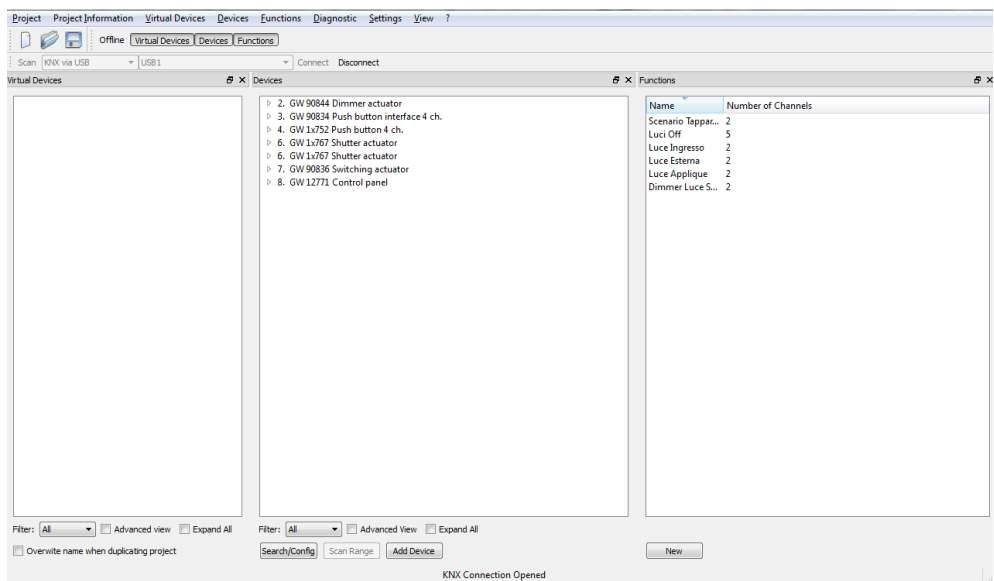 Project Project Information Virtual Devices Devices Functions Diagnostic Settings View ?
Offline Virtual Devices Devices Functions
Scan KNX via USB USB1 Connect Disconnect
Virtual Devices
Devices
Functions
2. GW 90844 Dimmer actuator
3. GW 90834 Push button interface 4 ch.
4. GW 1x752 Push button 4 ch.
6. GW 1x767 Shutter actuator
6. GW 1x767 Shutter actuator
7. GW 90836 Switching actuator
8. GW 12771 Control panel
Name Number of Channels
Scenario Tappar... 2
Luci Off 5
Luce Ingresso 2
Luce Esterna 2
Luce Applique 2
Dimmer Luce S... 2
Filter: All Advanced view Expand All
Overwite name when duplicating project
Filter: All Advanced View Expand All
Search/Config Scan Range Add Device
New
KNX Connection Opened